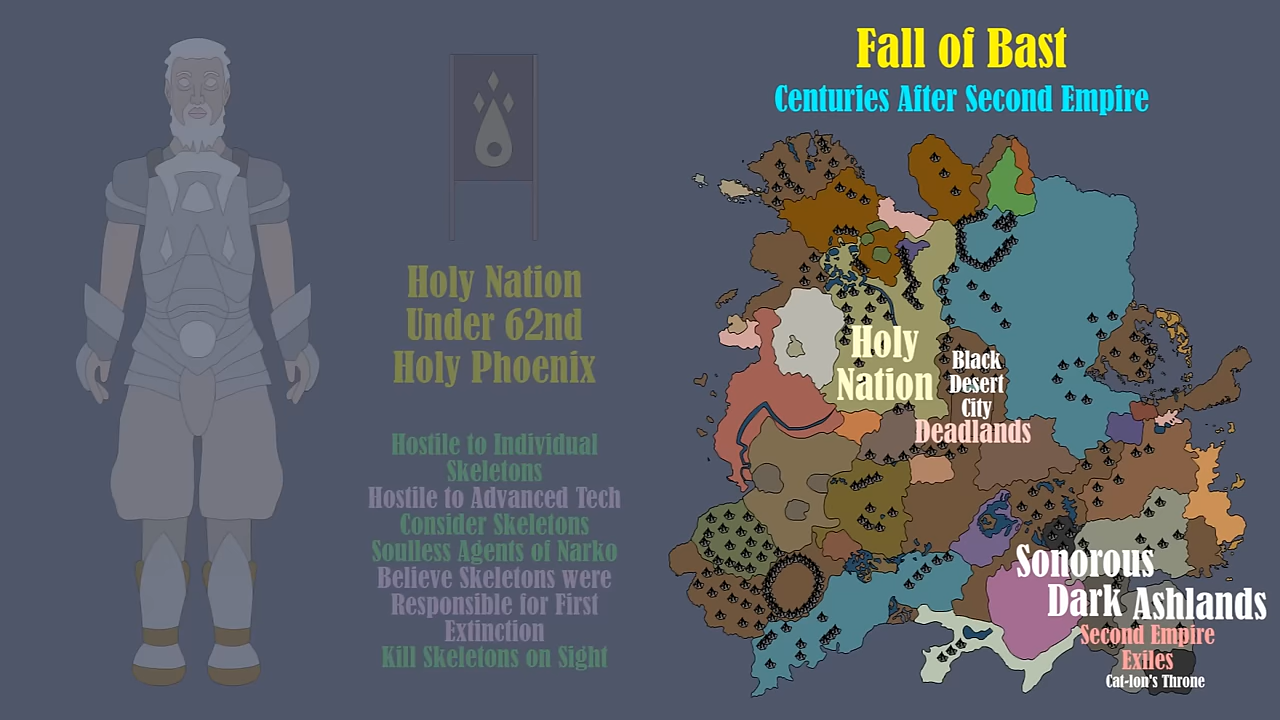 Fall of Bast
Centuries After Second Empire
Holy Nation
Under 62nd
Holy Phoenix
Hostile to Individual
Skeletons
Hostile to Advanced Tech
Consider Skeletons
Soulless Agents of Narko
Believe Skeletons were
Responsible for First
Extinction
Kill Skeletons on Sight
Holy
Nation
Black
Desert
City
Deadlands
Sonorous
Dark Ashlands
Second Empire
Exiles
Cat-lon's Throne